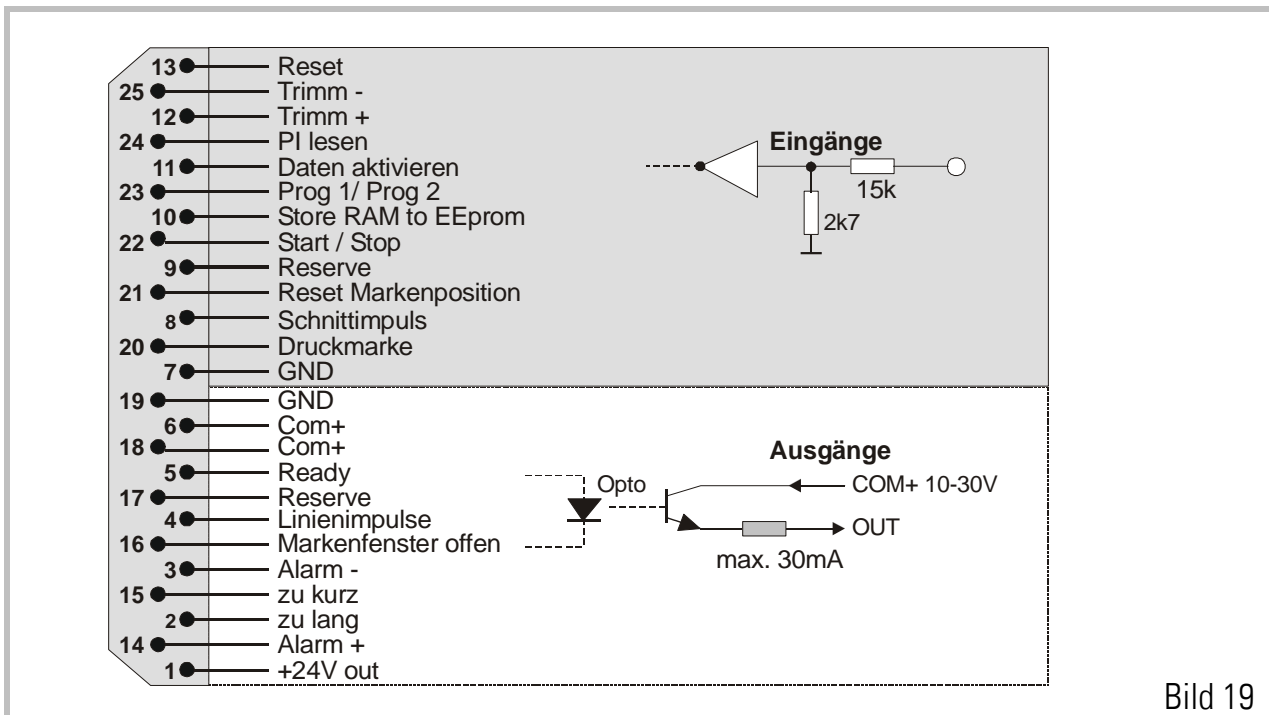 13 Reset
25 Trimm -
12 Trimm +
24 PI lesen
11 Daten aktivieren
23 Prog 1/ Prog 2
10 Store RAM to EEprom
22 Start / Stop
9 Reserve
21 Reset Markenposition
8 Schnittimpuls
20 Druckmarke
7 GND
Eingänge
15k
2k7
19 GND
6 Com+
18 Com+
5 Ready
17 Reserve
4 Linienimpulse
16 Markenfenster offen
3 Alarm -
15 zu kurz
2 zu lang
14 Alarm +
1 +24V out
Ausgänge
Opto
COM+ 10-30V
OUT
max. 30mA
Bild 19